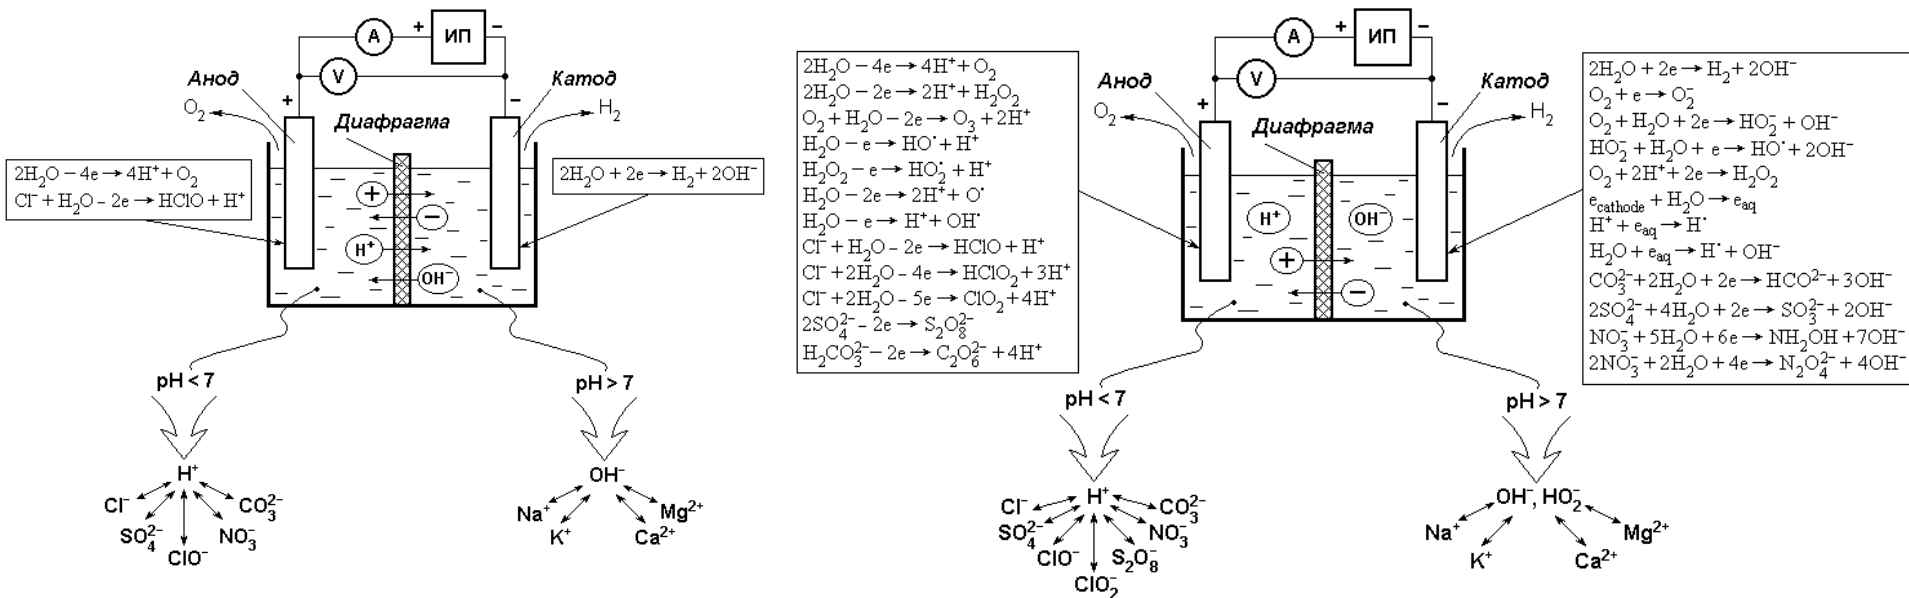 A
+
ИП
−
V
Анод
Катод
+
−
O₂
H₂
Диафрагма
2H₂O − 4e → 4H⁺ + O₂
Cl⁻ + H₂O − 2e → HClO + H⁺
2H₂O + 2e → H₂ + 2OH⁻
+
−
H⁺
OH⁻
pH < 7
pH > 7
H⁺
Cl⁻
CO₃²⁻
SO₄²⁻
NO₃⁻
ClO⁻
OH⁻
Na⁺
Mg²⁺
K⁺
Ca²⁺
2H₂O − 4e → 4H⁺ + O₂
2H₂O − 2e → 2H⁺ + H₂O₂
O₂ + H₂O − 2e → O₃ + 2H⁺
H₂O − e → HO• + H⁺
H₂O₂ − e → HO₂• + H⁺
H₂O − 2e → 2H⁺ + O•
H₂O − e → H⁺ + OH•
Cl⁻ + H₂O − 2e → HClO + H⁺
Cl⁻ + 2H₂O − 4e → HClO₂ + 3H⁺
Cl⁻ + 2H₂O − 5e → ClO₂ + 4H⁺
2SO₄²⁻ − 2e → S₂O₈²⁻
H₂CO₃²⁻ − 2e → C₂O₆²⁻ + 4H⁺
A
+
ИП
−
V
Анод
Катод
+
−
O₂
H₂
Диафрагма
H⁺
OH⁻
+
−
2H₂O + 2e → H₂ + 2OH⁻
O₂ + e → O₂⁻
O₂ + H₂O + 2e → HO₂⁻ + OH⁻
HO₂⁻ + H₂O + e → HO• + 2OH⁻
O₂ + 2H⁺ + 2e → H₂O₂
e cathode + H₂O → e aq
H⁺ + e aq → H•
H₂O + e aq → H• + OH⁻
CO₃²⁻ + 2H₂O + 2e → HCO²⁻ + 3OH⁻
2SO₄²⁻ + 4H₂O + 2e → SO₃²⁻ + 2OH⁻
NO₃⁻ + 5H₂O + 6e → NH₂OH + 7OH⁻
2NO₃⁻ + 2H₂O + 4e → N₂O₄²⁻ + 4OH⁻
pH < 7
pH > 7
H⁺
Cl⁻
CO₃²⁻
SO₄²⁻
NO₃⁻
ClO⁻
S₂O₈⁻
ClO₂⁻
OH⁻, HO₂⁻
Na⁺
Mg²⁺
K⁺
Ca²⁺